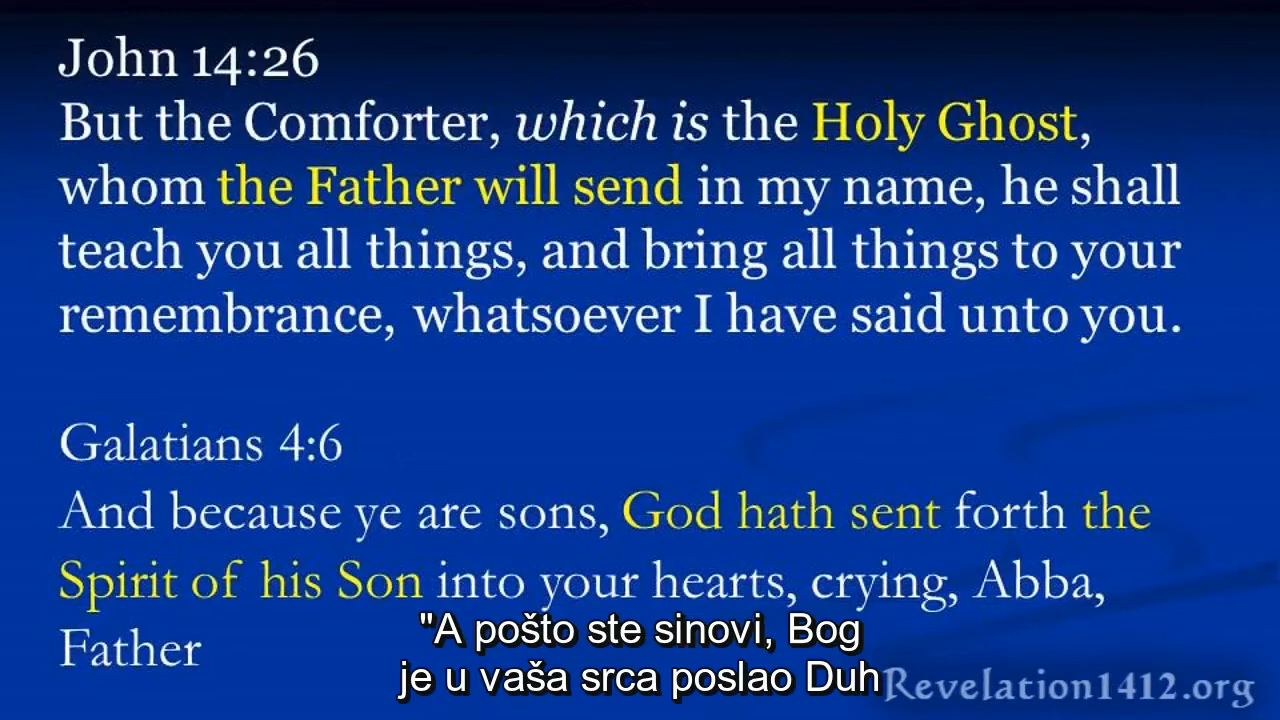 John 14:26
But the Comforter, which is the Holy Ghost,
whom the Father will send in my name, he shall
teach you all things, and bring all things to your
remembrance, whatsoever I have said unto you.
Galatians 4:6
And because ye are sons, God hath sent forth the
Spirit of his Son into your hearts, crying, Abba,
Father
"A pošto ste sinovi, Bog
je u vaša srca poslao Duh
Revelation1412.org